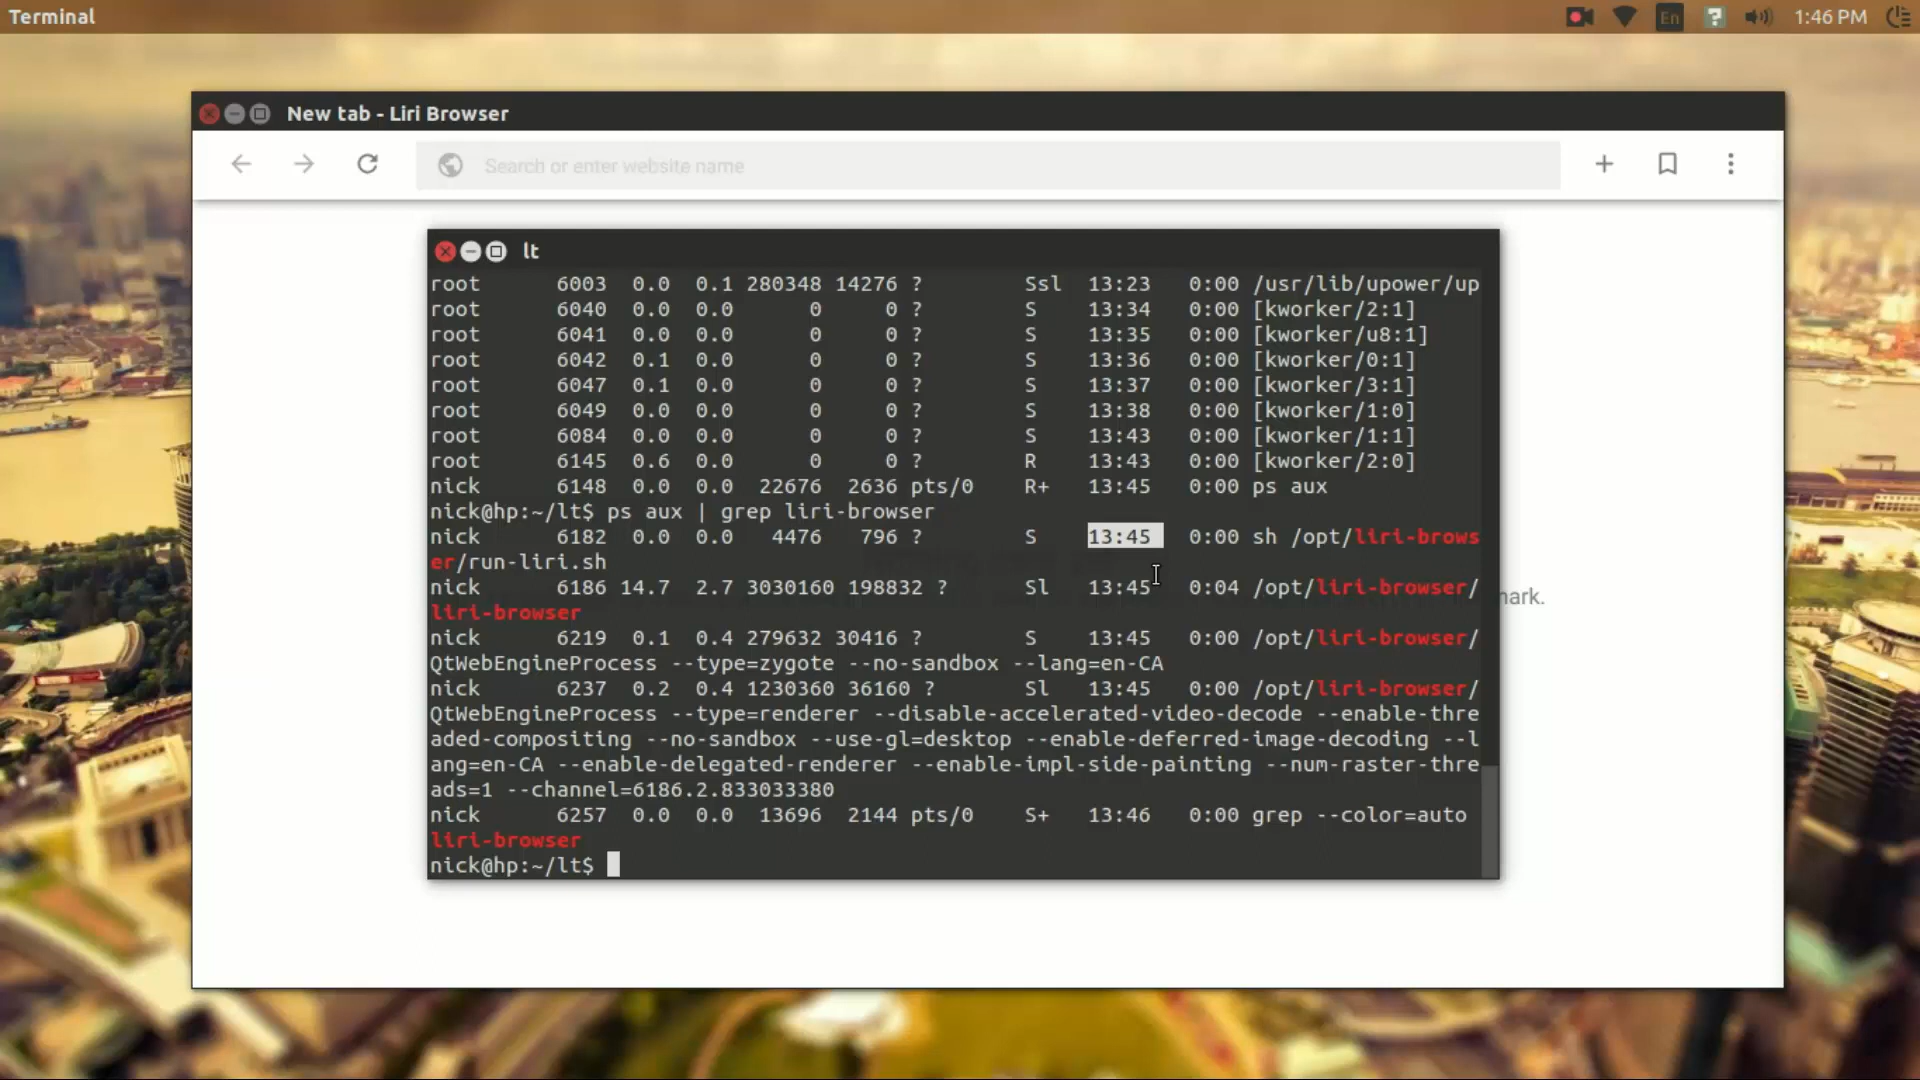 Terminal
En
?
1:46 PM
New tab - Liri Browser
Search or enter website name
lt
root 6003 0.0 0.1 280348 14276 ? Ssl 13:23 0:00 /usr/lib/upower/up
root 6040 0.0 0.0 0 0 ? S 13:34 0:00 [kworker/2:1]
root 6041 0.0 0.0 0 0 ? S 13:35 0:00 [kworker/u8:1]
root 6042 0.1 0.0 0 0 ? S 13:36 0:00 [kworker/0:1]
root 6047 0.1 0.0 0 0 ? S 13:37 0:00 [kworker/3:1]
root 6049 0.0 0.0 0 0 ? S 13:38 0:00 [kworker/1:0]
root 6084 0.0 0.0 0 0 ? S 13:43 0:00 [kworker/1:1]
root 6145 0.6 0.0 0 0 ? R 13:43 0:00 [kworker/2:0]
nick 6148 0.0 0.0 22676 2636 pts/0 R+ 13:45 0:00 ps aux
nick@hp:~/lt$ ps aux | grep liri-browser
nick 6182 0.0 0.0 4476 796 ? S 13:45 0:00 sh /opt/liri-brows
er/run-liri.sh
nick 6186 14.7 2.7 3030160 198832 ? Sl 13:45 0:04 /opt/liri-browser/
liri-browser
nick 6219 0.1 0.4 279632 30416 ? S 13:45 0:00 /opt/liri-browser/
QtWebEngineProcess --type=zygote --no-sandbox --lang=en-CA
nick 6237 0.2 0.4 1230360 36160 ? Sl 13:45 0:00 /opt/liri-browser/
QtWebEngineProcess --type=renderer --disable-accelerated-video-decode --enable-thre
aded-compositing --no-sandbox --use-gl=desktop --enable-deferred-image-decoding --l
ang=en-CA --enable-delegated-renderer --enable-impl-side-painting --num-raster-thre
ads=1 --channel=6186.2.833033380
nick 6257 0.0 0.0 13696 2144 pts/0 S+ 13:46 0:00 grep --color=auto
liri-browser
nick@hp:~/lt$